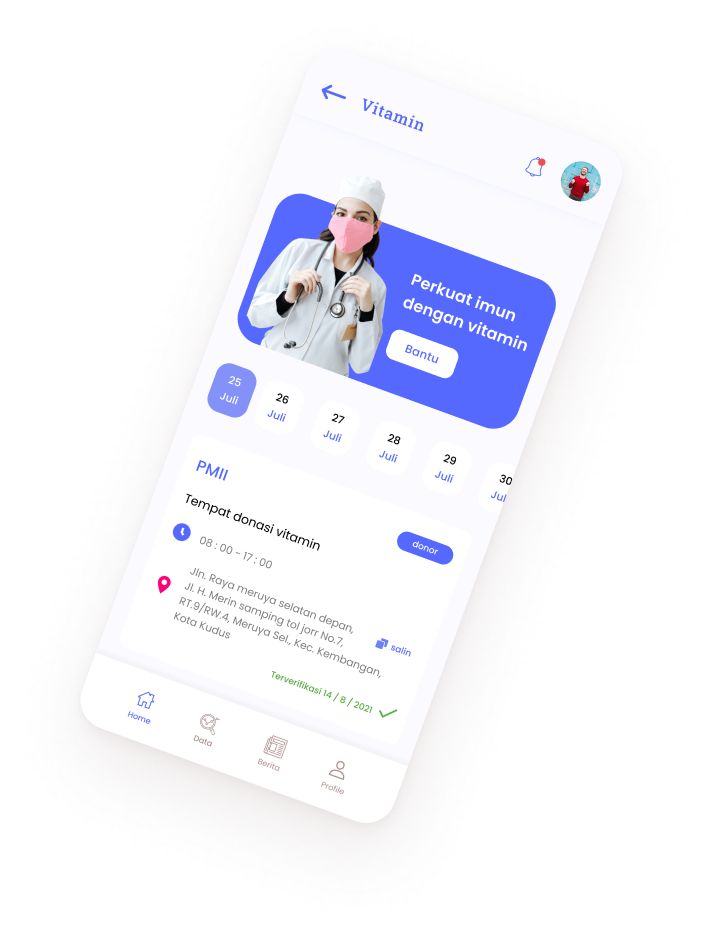 Vitamin
Perkuat imun
dengan vitamin
Bantu
25
Juli
26
Juli
27
Juli
28
Juli
29
Juli
30
Jul
PMII
Tempat donasi vitamin
donor
08 : 00 - 17 : 00
Jln. Raya meruya selatan depan,
Jl. H. Merin samping tol jorr No.7,
RT.9/RW.4, Meruya Sel., Kec. Kembangan,
Kota Kudus
salin
Terverifikasi 14 / 8 / 2021
Home
Data
Berita
Profile